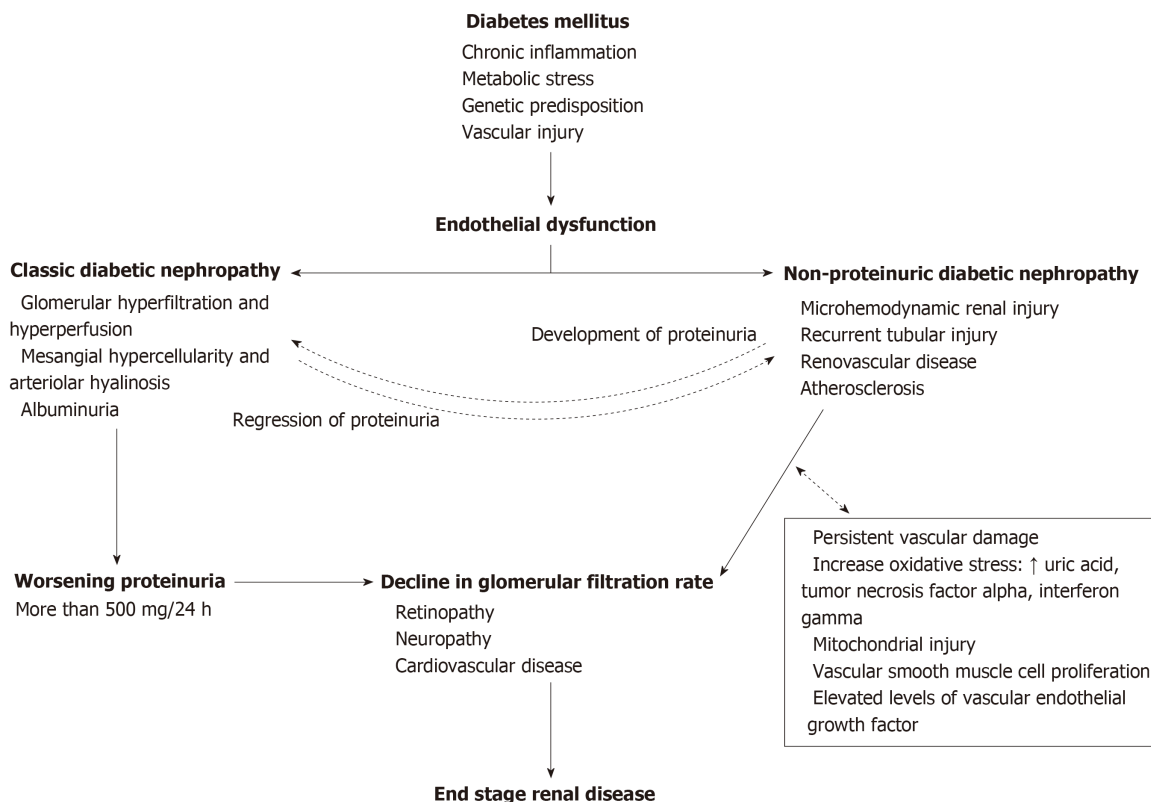 Diabetes mellitus
Chronic inflammation
Metabolic stress
Genetic predisposition
Vascular injury
Endothelial dysfunction
Classic diabetic nephropathy
Glomerular hyperfiltration and
hyperperfusion
Mesangial hypercellularity and
arteriolar hyalinosis
Albuminuria
Non-proteinuric diabetic nephropathy
Microhemodynamic renal injury
Recurrent tubular injury
Renovascular disease
Atherosclerosis
Development of proteinuria
Regression of proteinuria
Persistent vascular damage
Increase oxidative stress: ↑ uric acid,
tumor necrosis factor alpha, interferon
gamma
Mitochondrial injury
Vascular smooth muscle cell proliferation
Elevated levels of vascular endothelial
growth factor
Worsening proteinuria
More than 500 mg/24 h
Decline in glomerular filtration rate
Retinopathy
Neuropathy
Cardiovascular disease
End stage renal disease